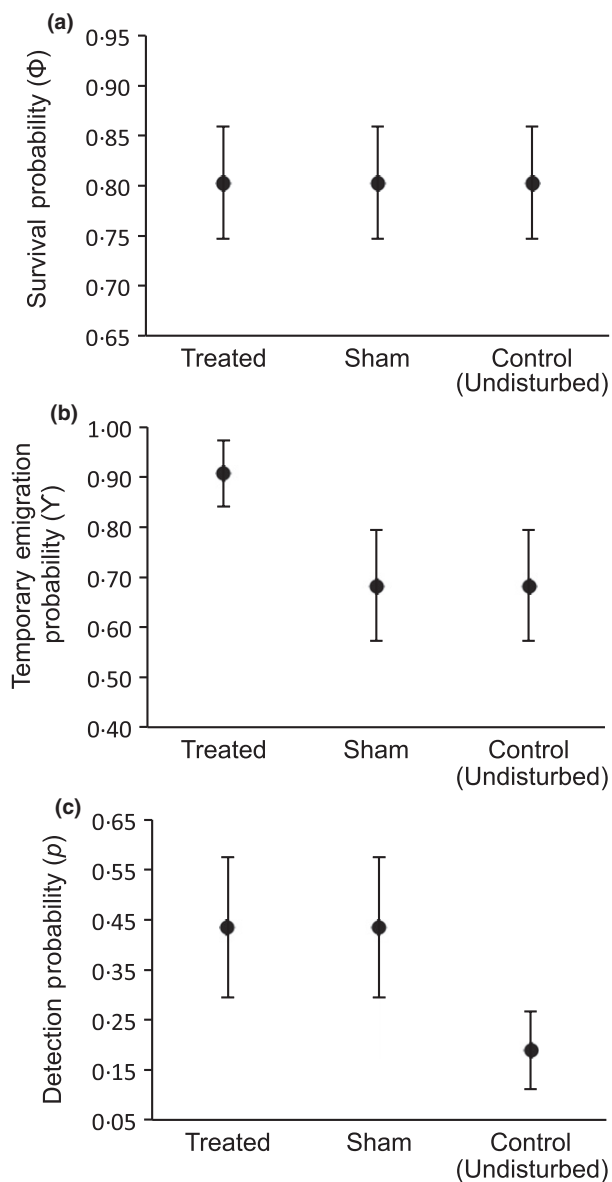 (a)
Survival probability (Φ)
0·95
0·90
0·85
0·80
0·75
0·70
0·65
Treated Sham Control
(Undisturbed)
(b)
Temporary emigration
probability (ϒ)
1·00
0·90
0·80
0·70
0·60
0·50
0·40
Treated Sham Control
(Undisturbed)
(c)
Detection probability (p)
0·65
0·55
0·45
0·35
0·25
0·15
0·05
Treated Sham Control
(Undisturbed)